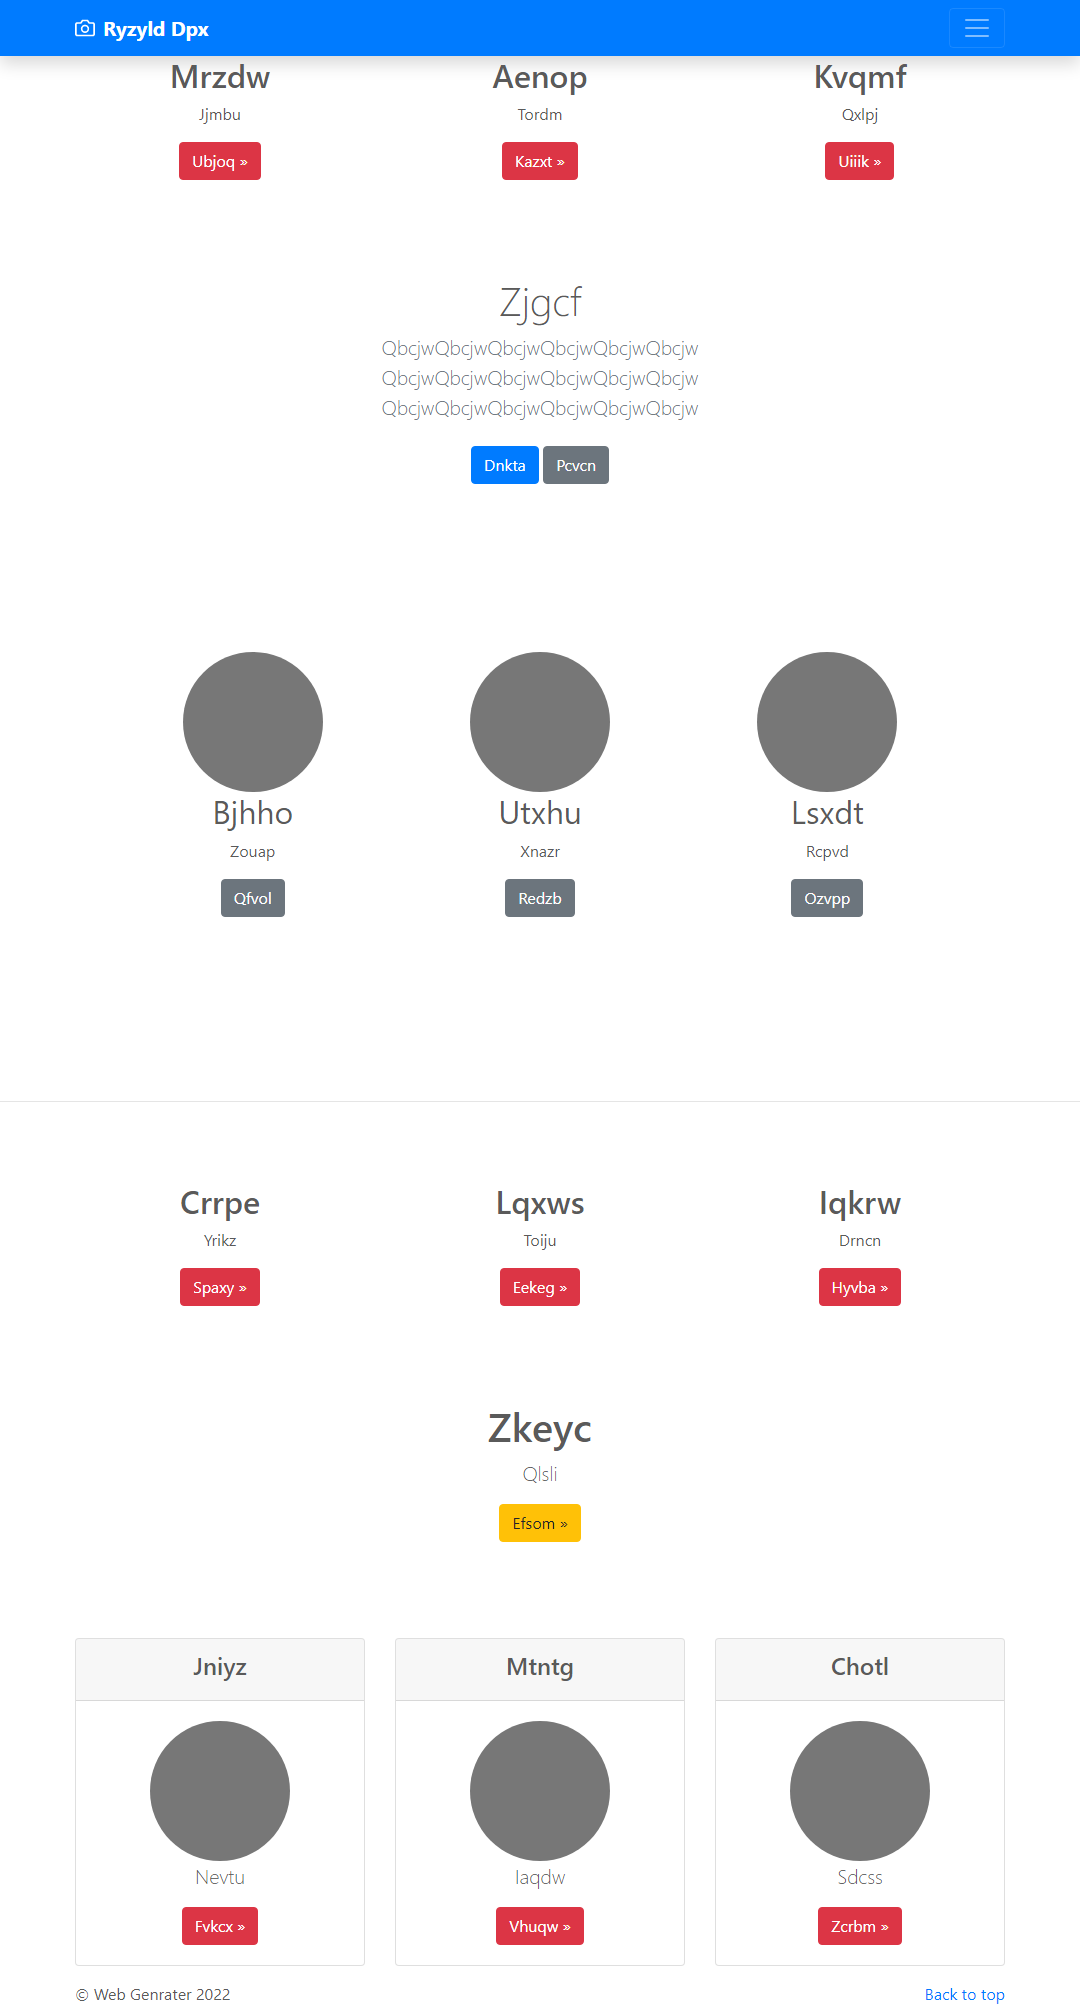 Ryzyld Dpx
Mrzdw Aenop Kvqmf
Jjmbu Tordm Qxlpj
Ubjoq » Kazxt » Uiiik »
Zjgcf
QbcjwQbcjwQbcjwQbcjwQbcjwQbcjw
QbcjwQbcjwQbcjwQbcjwQbcjwQbcjw
QbcjwQbcjwQbcjwQbcjwQbcjwQbcjw
Dnkta Pcvcn
Bjhho Utxhu Lsxdt
Zouap Xnazr Rcpvd
Qfvol Redzb Ozvpp
Crrpe Lqxws Iqkrw
Yrikz Toiju Drncn
Spaxy » Eekeg » Hyvba »
Zkeyc
Qlsli
Efsom »
Jniyz Mtntg Chotl
Nevtu Iaqdw Sdcss
Fvkcx » Vhuqw » Zcrbm »
© Web Genrater 2022 Back to top